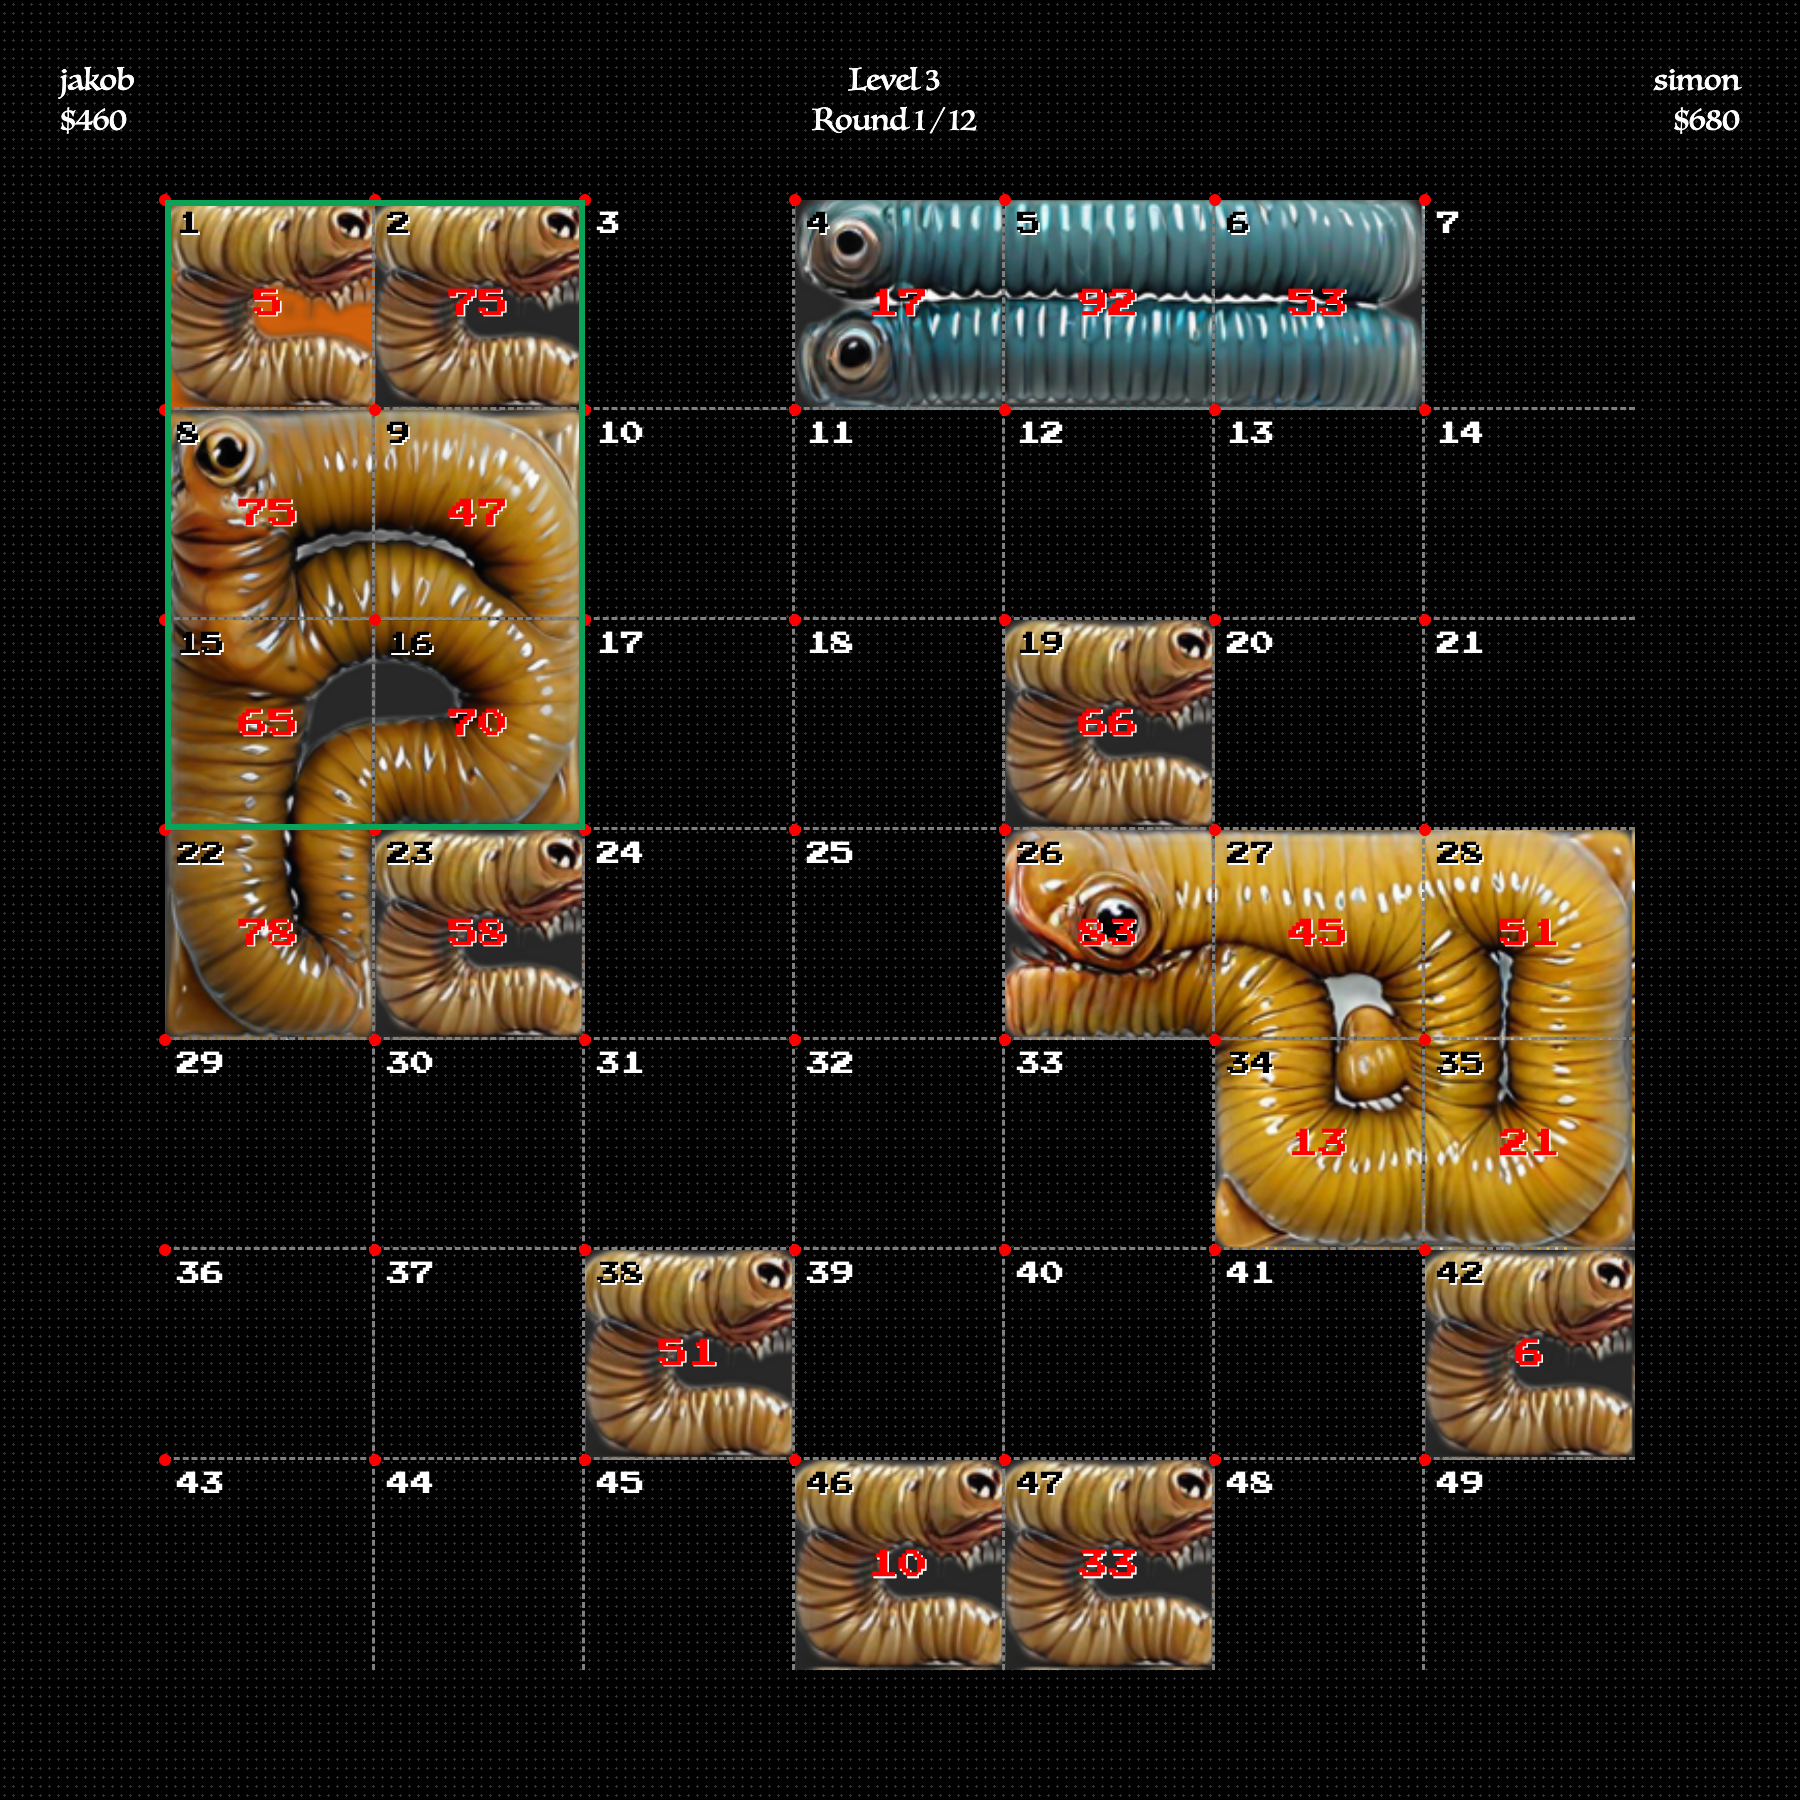 jakob
$460
Level 3
Round 1 / 12
simon
$680
1 2 3 4 5 6 7
5 75 17 92 53
8 9 10 11 12 13 14
75 47
15 16 17 18 19 20 21
65 70 66
22 23 24 25 26 27 28
78 58 83 45 51
29 30 31 32 33 34 35
13 21
36 37 38 39 40 41 42
51 6
43 44 45 46 47 48 49
10 33